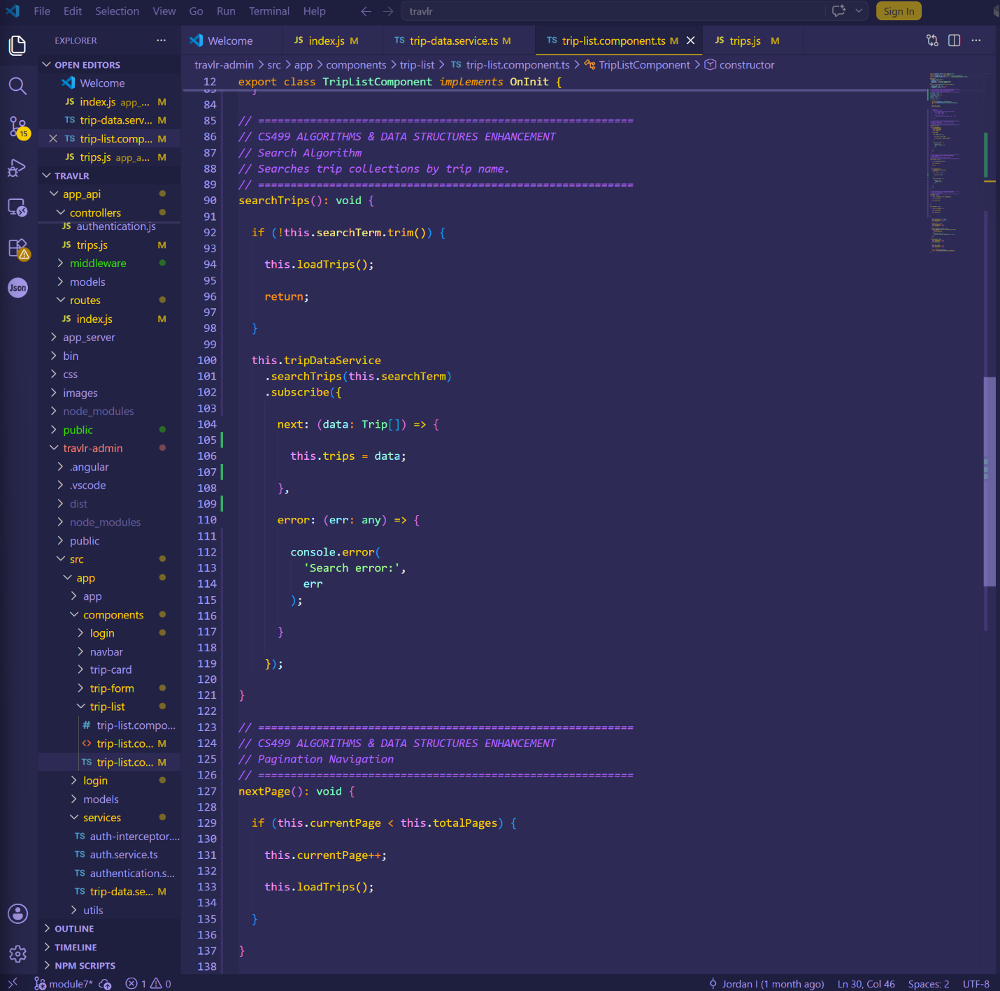 File Edit Selection View Go Run Terminal Help
travlr
Sign In
EXPLORER
OPEN EDITORS
Welcome
JS index.js app_... M
TS trip-data.serv... M
TS trip-list.comp... M
JS trips.js app_a... M
TRAVLR
app_api
controllers
JS authentication.js
JS trips.js M
middleware
models
routes
JS index.js M
app_server
bin
css
images
node_modules
public
travlr-admin
.angular
.vscode
dist
node_modules
public
src
app
app
components
login
navbar
trip-card
trip-form
trip-list
# trip-list.compo...
<> trip-list.co... M
TS trip-list.co... M
login
models
services
TS auth-interceptor....
TS auth.service.ts
TS authentication.s...
TS trip-data.se... M
utils
OUTLINE
TIMELINE
NPM SCRIPTS
15
Json
Welcome
JS index.js M
TS trip-data.service.ts M
TS trip-list.component.ts M
JS trips.js M
travlr-admin > src > app > components > trip-list > TS trip-list.component.ts > TripListComponent > constructor
12 export class TripListComponent implements OnInit {
83 }
84
85 // ==========================================================
86 // CS499 ALGORITHMS & DATA STRUCTURES ENHANCEMENT
87 // Search Algorithm
88 // Searches trip collections by trip name.
89 // ==========================================================
90 searchTrips(): void {
91
92 if (!this.searchTerm.trim()) {
93
94 this.loadTrips();
95
96 return;
97
98 }
99
100 this.tripDataService
101 .searchTrips(this.searchTerm)
102 .subscribe({
103
104 next: (data: Trip[]) => {
105
106 this.trips = data;
107
108 },
109
110 error: (err: any) => {
111
112 console.error(
113 'Search error:',
114 err
115 );
116
117 }
118
119 });
120
121 }
122
123 // ==========================================================
124 // CS499 ALGORITHMS & DATA STRUCTURES ENHANCEMENT
125 // Pagination Navigation
126 // ==========================================================
127 nextPage(): void {
128
129 if (this.currentPage < this.totalPages) {
130
131 this.currentPage++;
132
133 this.loadTrips();
134
135 }
136
137 }
138
module7* 1 0 Jordan I (1 month ago) Ln 30, Col 46 Spaces: 2 UTF-8